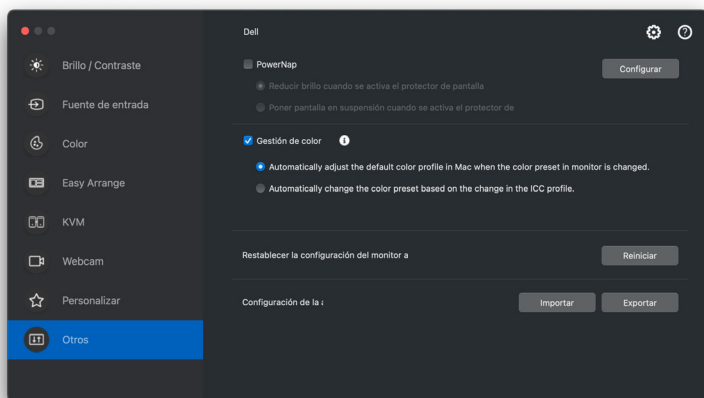 Dell
Brillo / Contraste
Fuente de entrada
Color
Easy Arrange
KVM
Webcam
Personalizar
Otros
PowerNap
Configurar
Reducir brillo cuando se activa el protector de pantalla
Poner pantalla en suspensión cuando se activa el protector de
Gestión de color
Automatically adjust the default color profile in Mac when the color preset in monitor is changed.
Automatically change the color preset based on the change in the ICC profile.
Restablecer la configuración del monitor a
Reiniciar
Configuración de la
Importar
Exportar